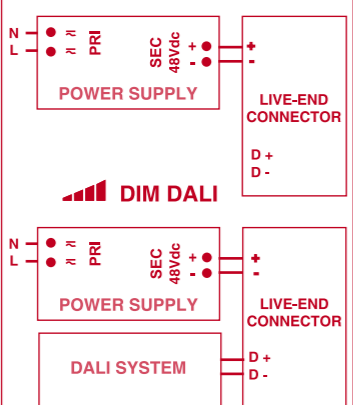 N
L
PRI
SEC
48Vdc
+
-
POWER SUPPLY
+
-
LIVE-END
CONNECTOR
D +
D -
DIM DALI
N
L
PRI
SEC
48Vdc
+
-
POWER SUPPLY
+
-
LIVE-END
CONNECTOR
DALI SYSTEM
D +
D -